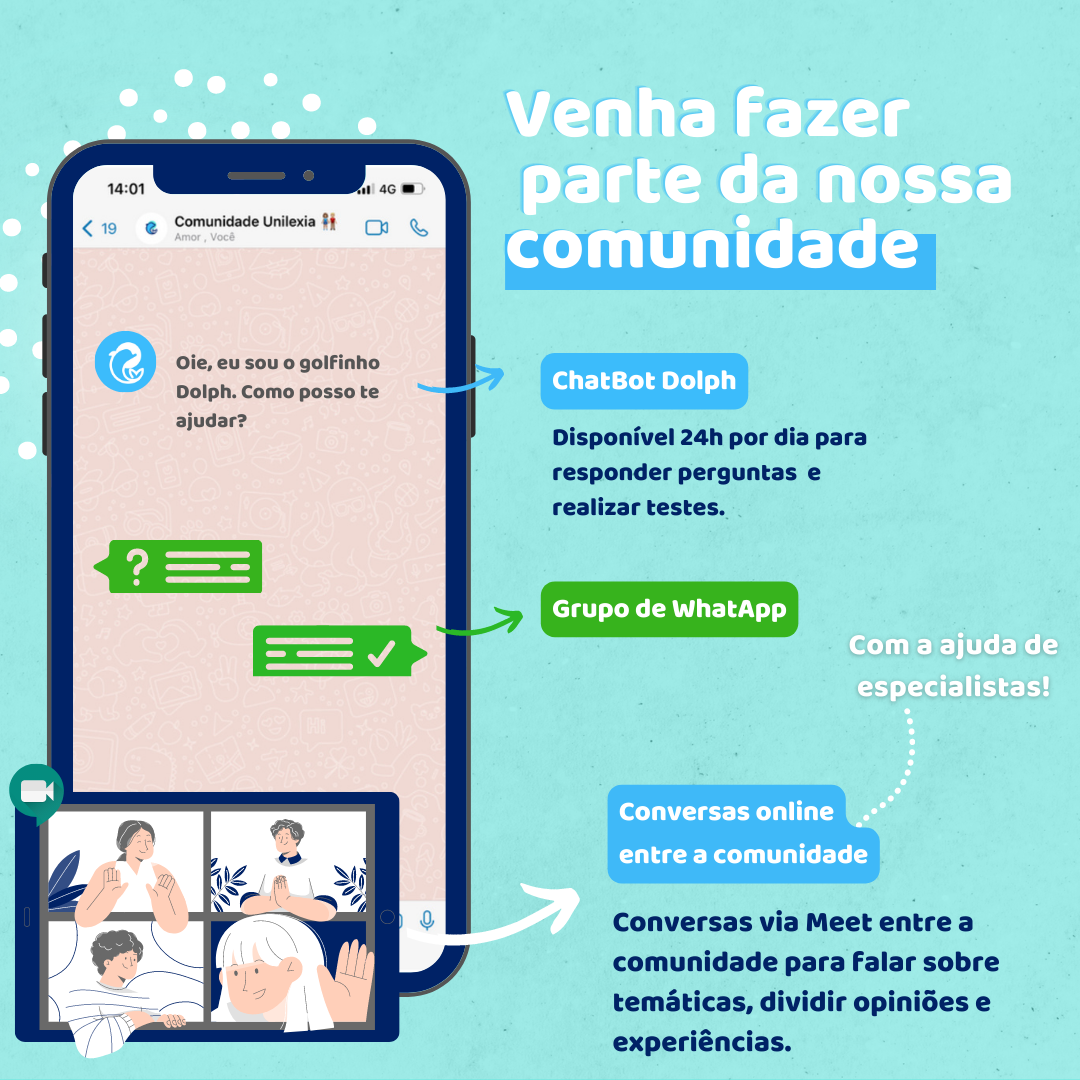 Venha fazer
parte da nossa
comunidade
14:01
4G
19
Comunidade Unilexia
Amor , Você
Oie, eu sou o golfinho
Dolph. Como posso te
ajudar?
ChatBot Dolph
Disponível 24h por dia para
responder perguntas e
realizar testes.
?
Grupo de WhatApp
Com a ajuda de
especialistas!
Conversas online
entre a comunidade
Conversas via Meet entre a
comunidade para falar sobre
temáticas, dividir opiniões e
experiências.